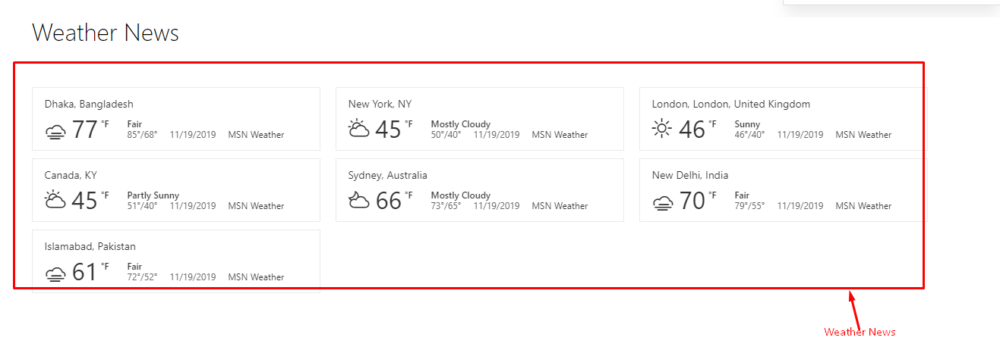 Weather News
Dhaka, Bangladesh
77 °F Fair
85°/68° 11/19/2019 MSN Weather
New York, NY
45 °F Mostly Cloudy
50°/40° 11/19/2019 MSN Weather
London, London, United Kingdom
46 °F Sunny
46°/40° 11/19/2019 MSN Weather
Canada, KY
45 °F Partly Sunny
51°/40° 11/19/2019 MSN Weather
Sydney, Australia
66 °F Mostly Cloudy
73°/65° 11/19/2019 MSN Weather
New Delhi, India
70 °F Fair
79°/55° 11/19/2019 MSN Weather
Islamabad, Pakistan
61 °F Fair
72°/52° 11/19/2019 MSN Weather
Weather News